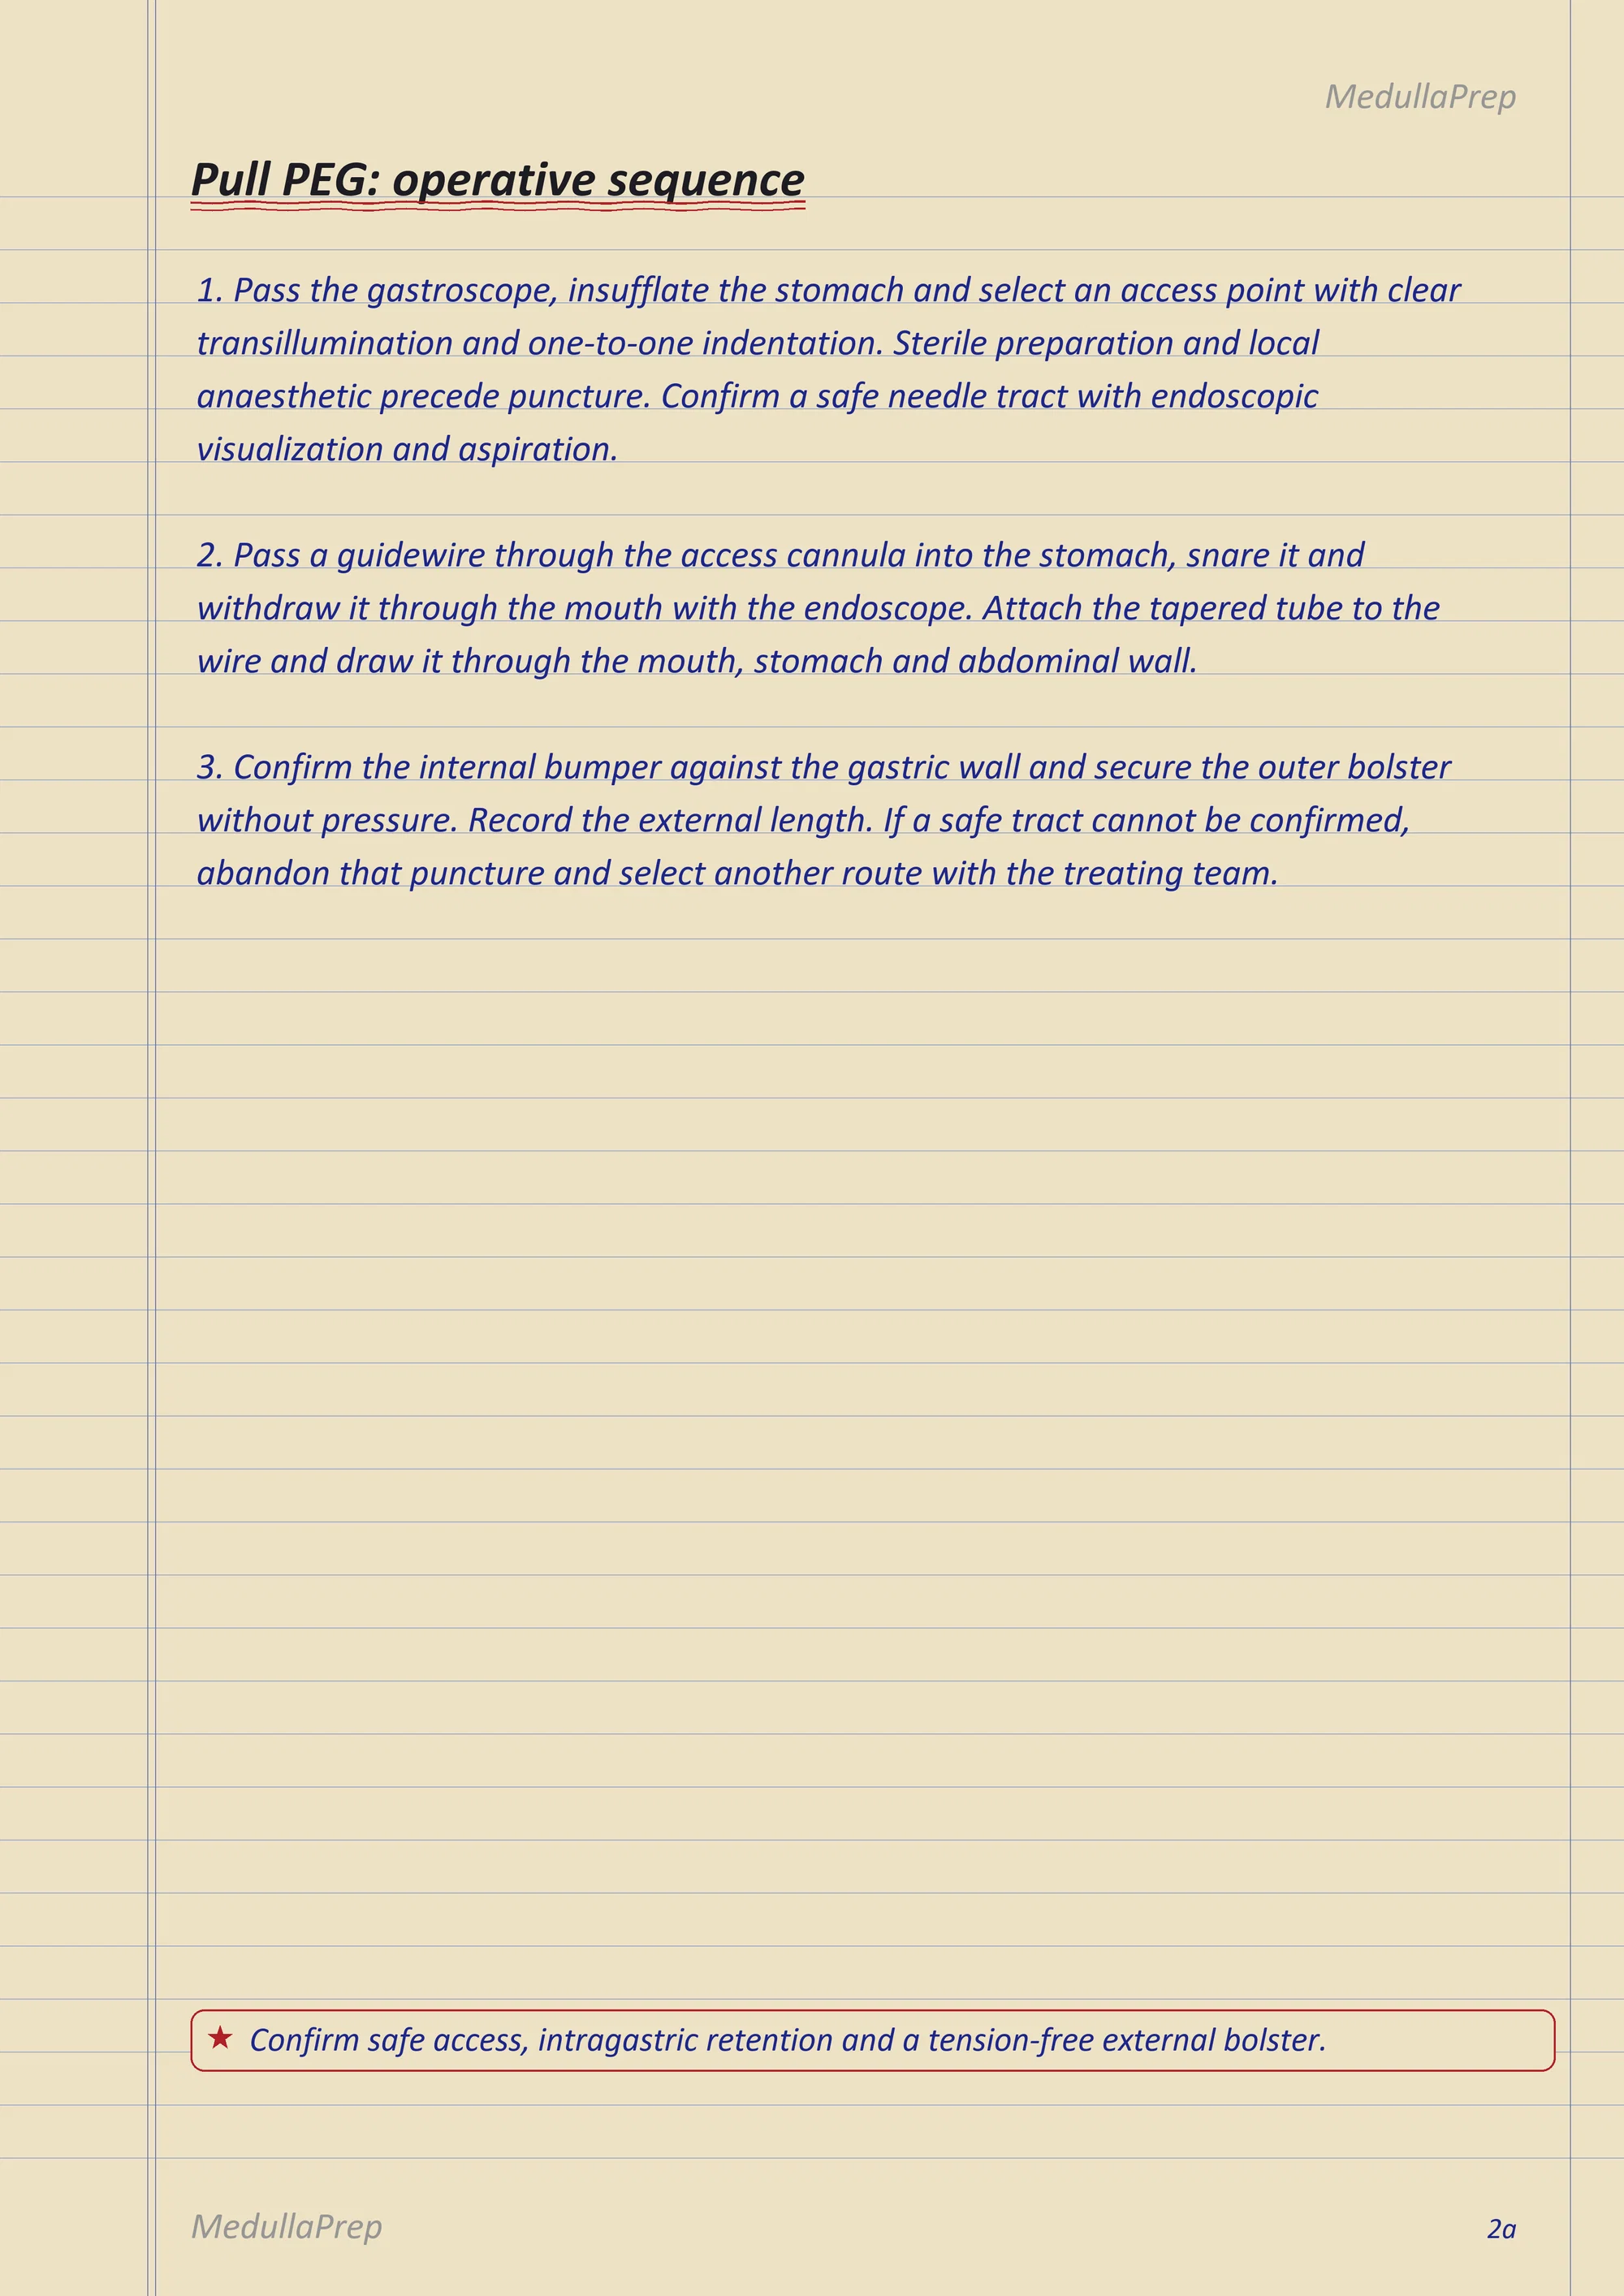 MedullaPrep
Pull PEG: operative sequence
1. Pass the gastroscope, insufflate the stomach and select an access point with clear
transillumination and one-to-one indentation. Sterile preparation and local
anaesthetic precede puncture. Confirm a safe needle tract with endoscopic
visualization and aspiration.
2. Pass a guidewire through the access cannula into the stomach, snare it and
withdraw it through the mouth with the endoscope. Attach the tapered tube to the
wire and draw it through the mouth, stomach and abdominal wall.
3. Confirm the internal bumper against the gastric wall and secure the outer bolster
without pressure. Record the external length. If a safe tract cannot be confirmed,
abandon that puncture and select another route with the treating team.
★ Confirm safe access, intragastric retention and a tension-free external bolster.
MedullaPrep
2a